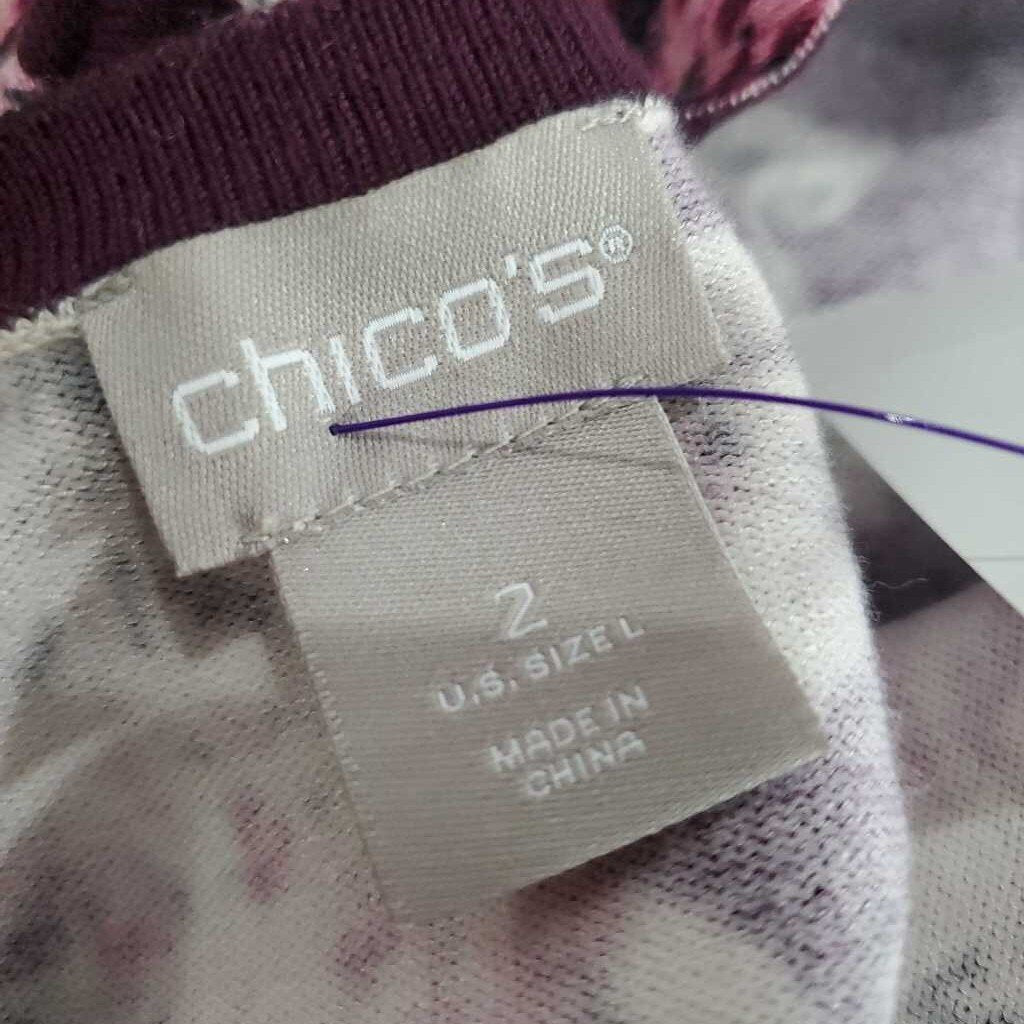 chico's®
2
U.S. SIZE L
MADE IN
CHINA